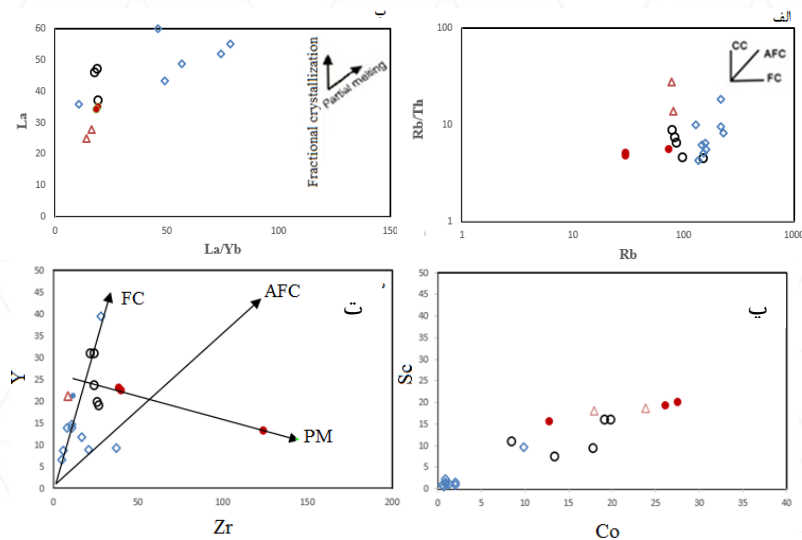 ب
60
50
40
30
20
10
0
La
0 50 100 150
La/Yb
Fractional crystallization
Partial melting
الف
100
10
1
Rb/Th
1 10 100 1000
Rb
CC
AFC
FC
ت
50
45
40
35
30
25
20
15
10
5
0
Y
0 50 100 150 200
Zr
FC
AFC
PM
پ
50
45
40
35
30
25
20
15
10
5
0
Sc
0 5 10 15 20 25 30 35 40
Co